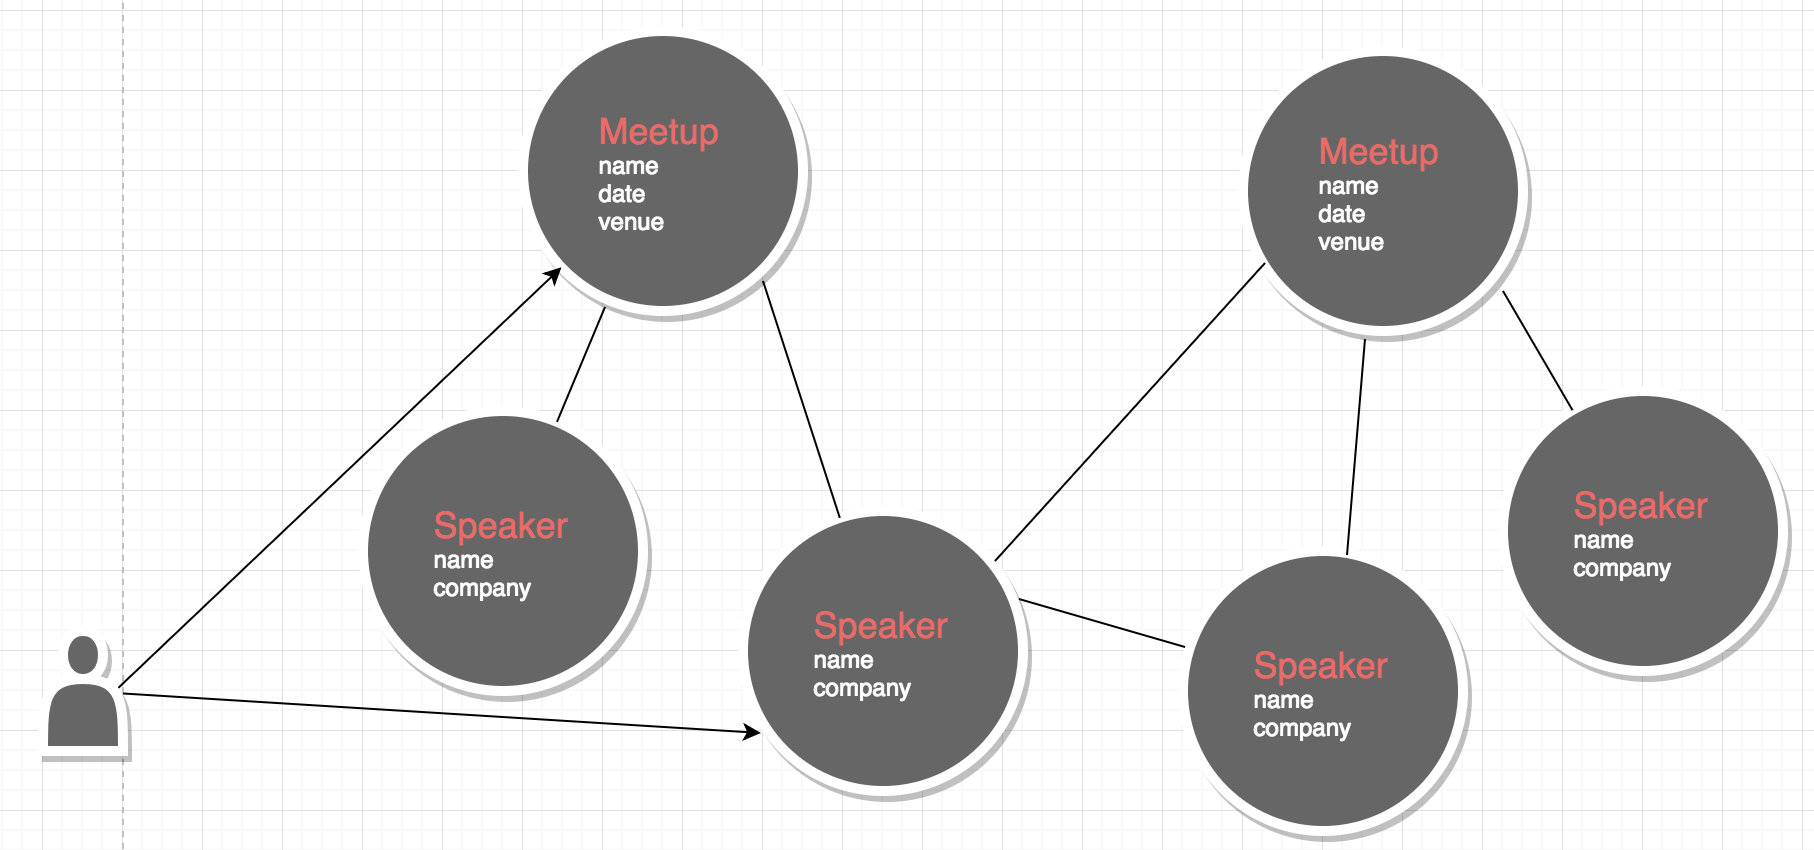 Meetup
name
date
venue
Meetup
name
date
venue
Speaker
name
company
Speaker
name
company
Speaker
name
company
Speaker
name
company